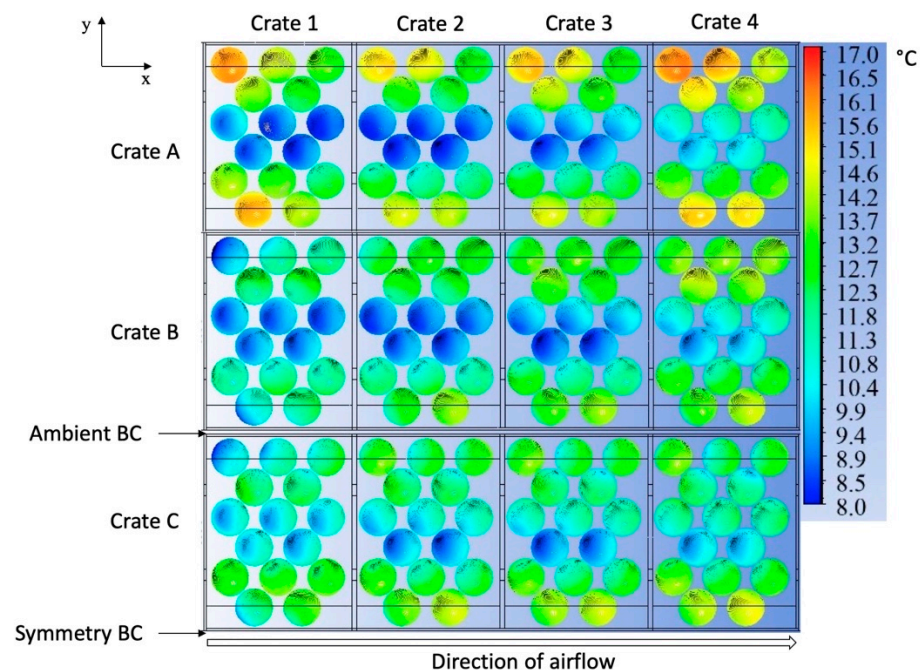 Crate 1
Crate 2
Crate 3
Crate 4
y
x
°C
17.0
16.5
16.1
15.6
15.1
14.6
14.2
13.7
13.2
12.7
12.3
11.8
11.3
10.8
10.4
9.9
9.4
8.9
8.5
8.0
Crate A
Crate B
Ambient BC
Crate C
Symmetry BC
Direction of airflow